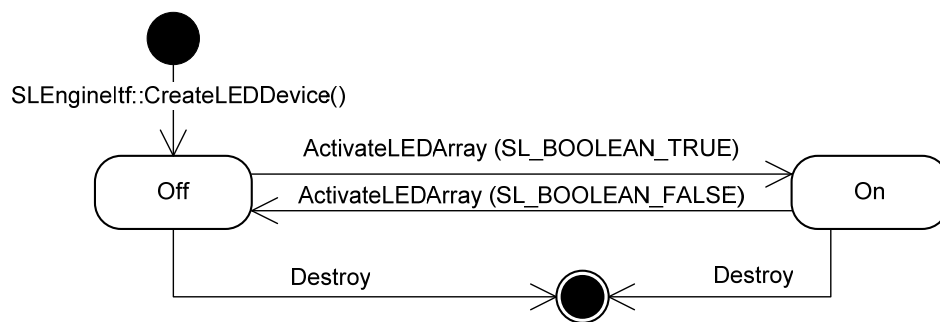 SLEngineItf::CreateLEDDevice()
ActivateLEDArray (SL_BOOLEAN_TRUE)
Off
On
ActivateLEDArray (SL_BOOLEAN_FALSE)
Destroy
Destroy